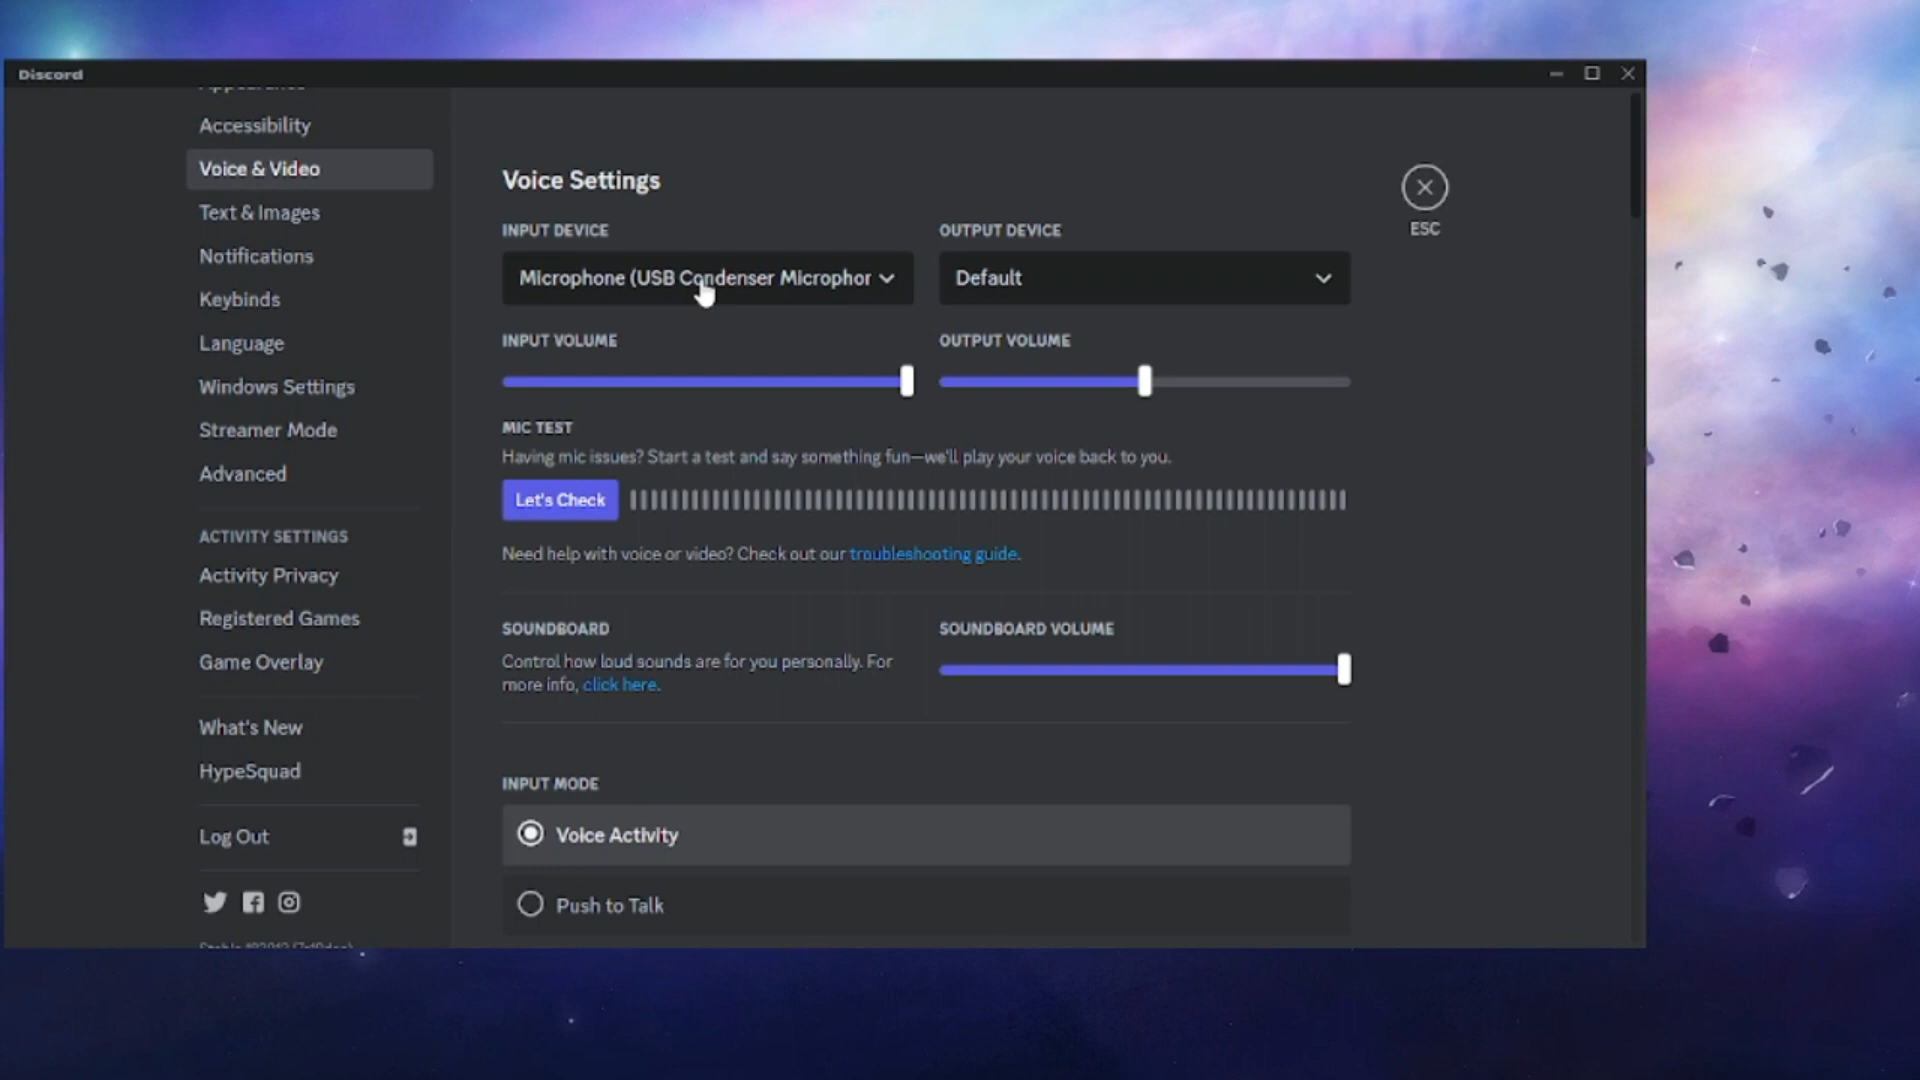 Discord
Appearance
Accessibility
Voice & Video
Text & Images
Notifications
Keybinds
Language
Windows Settings
Streamer Mode
Advanced
ACTIVITY SETTINGS
Activity Privacy
Registered Games
Game Overlay
What's New
HypeSquad
Log Out
Voice Settings
ESC
INPUT DEVICE
Microphone (USB Condenser Microphor
OUTPUT DEVICE
Default
INPUT VOLUME
OUTPUT VOLUME
MIC TEST
Having mic issues? Start a test and say something fun—we'll play your voice back to you.
Let's Check
Need help with voice or video? Check out our troubleshooting guide.
SOUNDBOARD
Control how loud sounds are for you personally. For
more info, click here.
SOUNDBOARD VOLUME
INPUT MODE
Voice Activity
Push to Talk